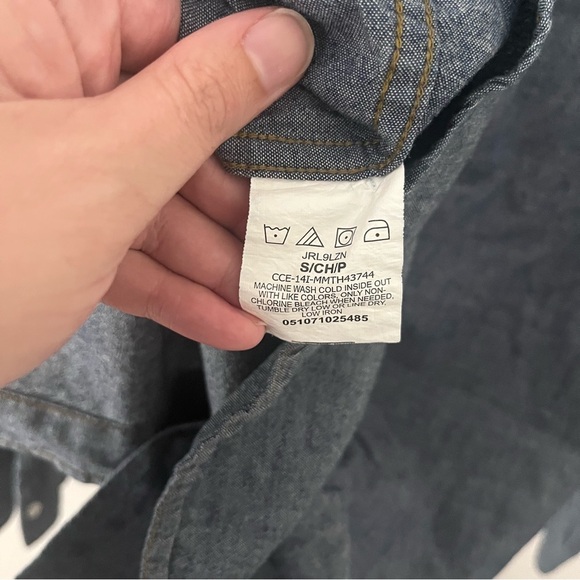 JRL9LZN
S/CH/P
CCE-14I-MMTH43744
MACHINE WASH COLD INSIDE OUT
WITH LIKE COLORS, ONLY NON-
CHLORINE BLEACH WHEN NEEDED,
TUMBLE DRY LOW OR LINE DRY,
LOW IRON
051071025485